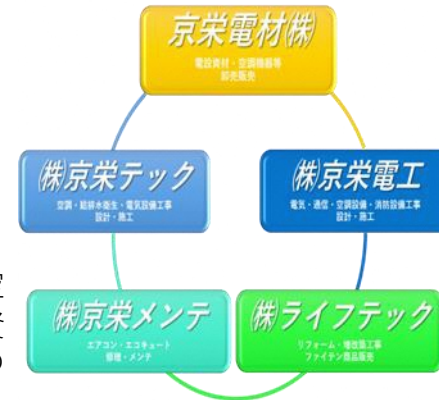 京栄電材㈱
電設資材・空調機器等
卸売販売
㈱京栄テック
空調・給排水衛生・電気設備工事
設計・施工
㈱京栄電工
電気・通信・空調設備・消防設備工事
設計・施工
㈱京栄メンテ
エアコン・エコキュート
修理・メンテ
㈱ライフテック
リフォーム・増改築工事
ファイテン商品販売